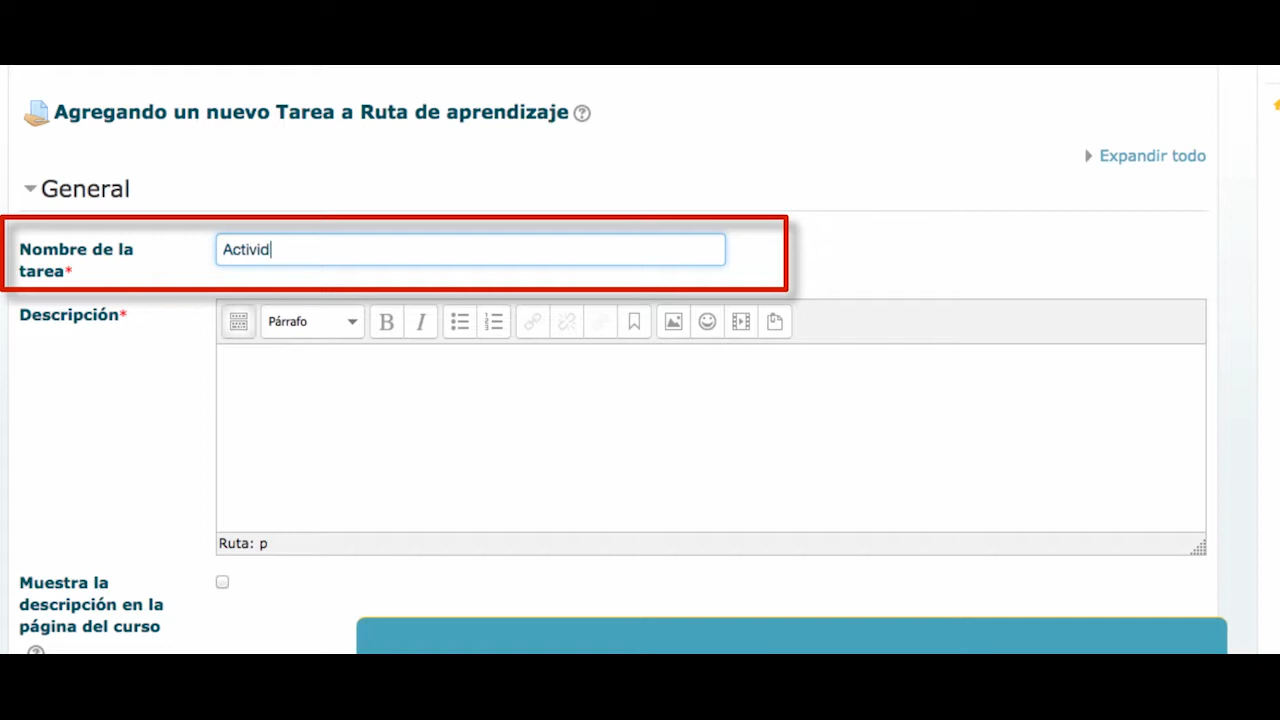 Agregando un nuevo Tarea a Ruta de aprendizaje
Expandir todo
General
Nombre de la
tarea*
Activid
Descripción*
Párrafo
B I
Ruta: p
Muestra la
descripción en la
página del curso